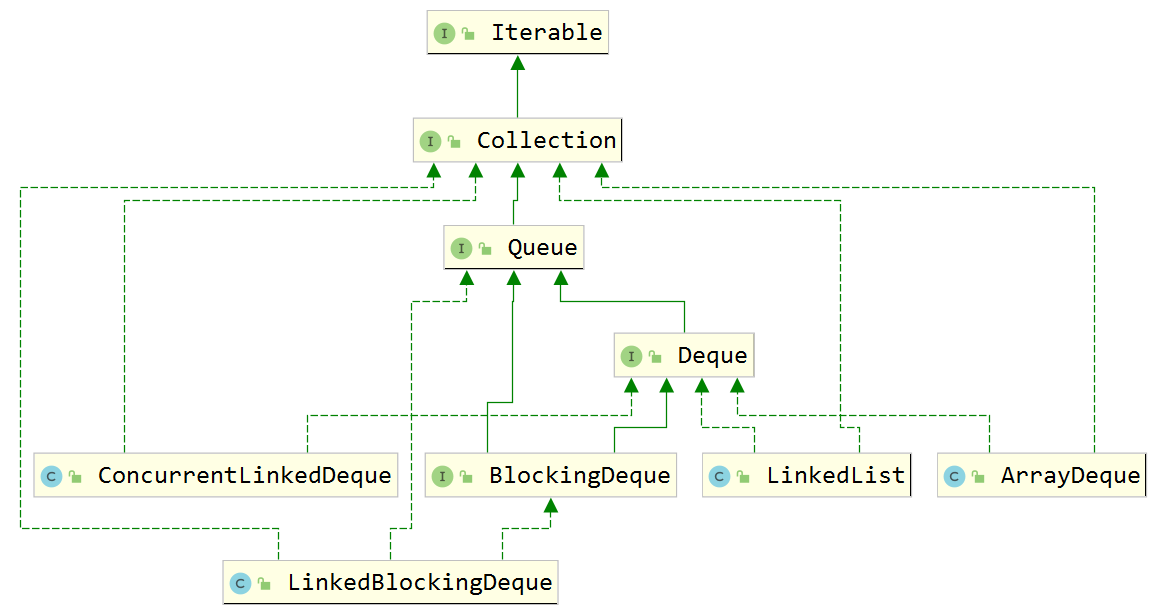 I Iterable
I Collection
I Queue
I Deque
C ConcurrentLinkedDeque
I BlockingDeque
C LinkedList
C ArrayDeque
C LinkedBlockingDeque